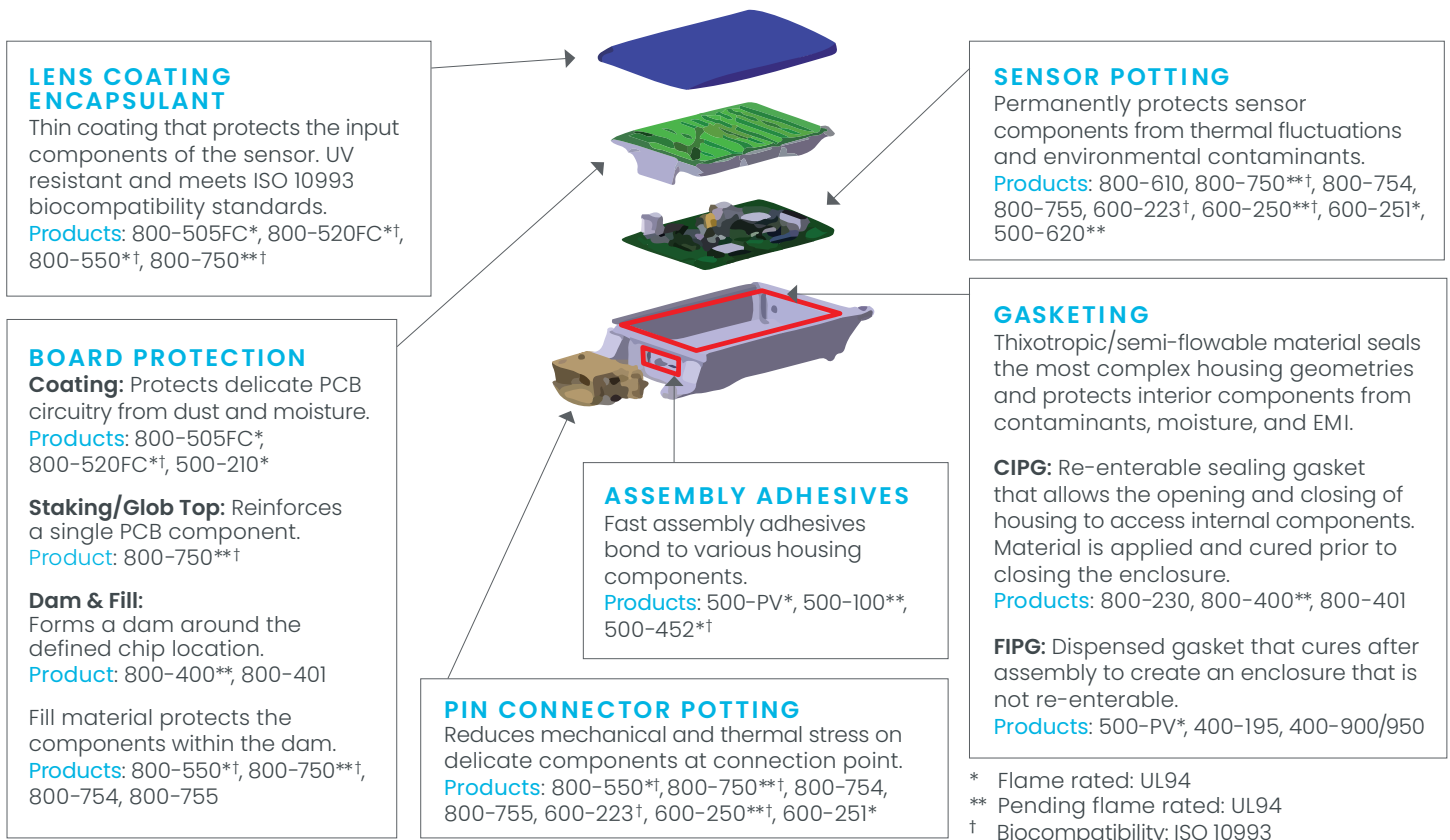 LENS COATING
ENCAPSULANT
Thin coating that protects the input
components of the sensor. UV
resistant and meets ISO 10993
biocompatibility standards.
Products: 800-505FC*, 800-520FC*†,
800-550*†, 800-750**†
BOARD PROTECTION
Coating: Protects delicate PCB
circuitry from dust and moisture.
Products: 800-505FC*,
800-520FC*†, 500-210*
Staking/Glob Top: Reinforces
a single PCB component.
Product: 800-750**†
Dam & Fill:
Forms a dam around the
defined chip location.
Product: 800-400**, 800-401
Fill material protects the
components within the dam.
Products: 800-550*†, 800-750**†,
800-754, 800-755
ASSEMBLY ADHESIVES
Fast assembly adhesives
bond to various housing
components.
Products: 500-PV*, 500-100**,
500-452*†
PIN CONNECTOR POTTING
Reduces mechanical and thermal stress on
delicate components at connection point.
Products: 800-550*†, 800-750**†, 800-754,
800-755, 600-223†, 600-250**†, 600-251*
SENSOR POTTING
Permanently protects sensor
components from thermal fluctuations
and environmental contaminants.
Products: 800-610, 800-750**†, 800-754,
800-755, 600-223†, 600-250**†, 600-251*,
500-620**
GASKETING
Thixotropic/semi-flowable material seals
the most complex housing geometries
and protects interior components from
contaminants, moisture, and EMI.
CIPG: Re-enterable sealing gasket
that allows the opening and closing of
housing to access internal components.
Material is applied and cured prior to
closing the enclosure.
Products: 800-230, 800-400**, 800-401
FIPG: Dispensed gasket that cures after
assembly to create an enclosure that is
not re-enterable.
Products: 500-PV*, 400-195, 400-900/950
* Flame rated: UL94
** Pending flame rated: UL94
† Biocompatibility: ISO 10993